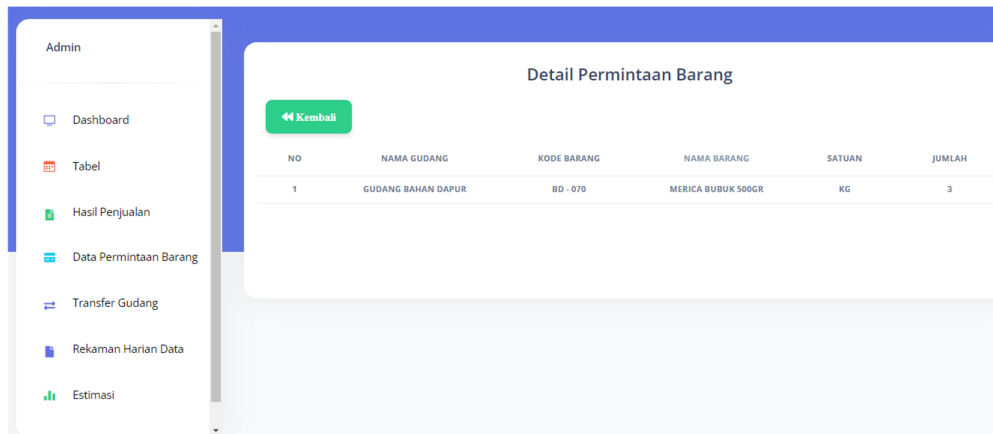 Admin
Dashboard
Tabel
Hasil Penjualan
Data Permintaan Barang
Transfer Gudang
Rekaman Harian Data
Estimasi
Detail Permintaan Barang
Kembali
NO NAMA GUDANG KODE BARANG NAMA BARANG SATUAN JUMLAH
1 GUDANG BAHAN DAPUR BD - 070 MERICA BUBUK 500GR KG 3